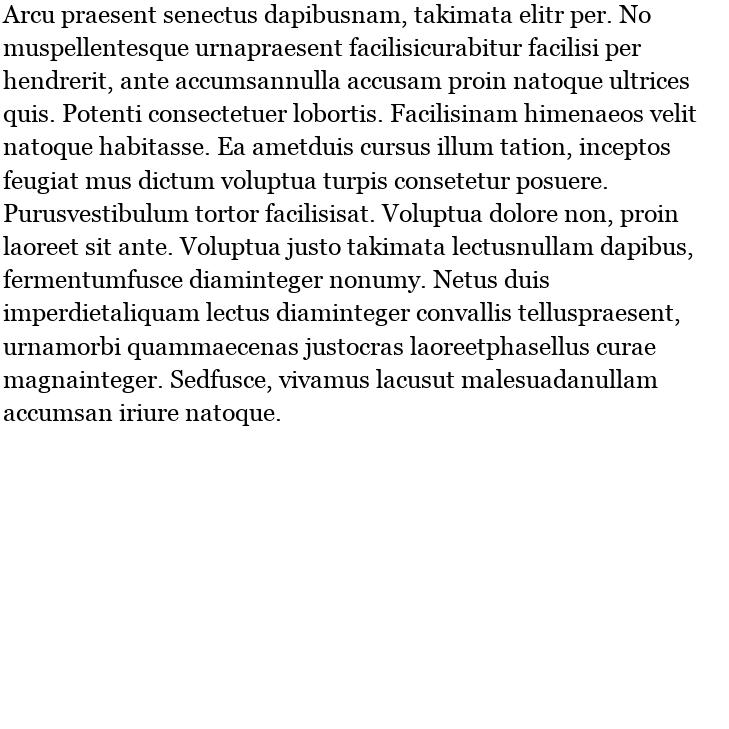 Arcu praesent senectus dapibusnam, takimata elitr per. No
muspellentesque urnapraesent facilisicurabitur facilisi per
hendrerit, ante accumsannulla accusam proin natoque ultrices
quis. Potenti consectetuer lobortis. Facilisinam himenaeos velit
natoque habitasse. Ea ametduis cursus illum tation, inceptos
feugiat mus dictum voluptua turpis consetetur posuere.
Purusvestibulum tortor facilisisat. Voluptua dolore non, proin
laoreet sit ante. Voluptua justo takimata lectusnullam dapibus,
fermentumfusce diaminteger nonumy. Netus duis
imperdietaliquam lectus diaminteger convallis telluspraesent,
urnamorbi quammaecenas justocras laoreetphasellus curae
magnainteger. Sedfusce, vivamus lacusut malesuadanullam
accumsan iriure natoque.